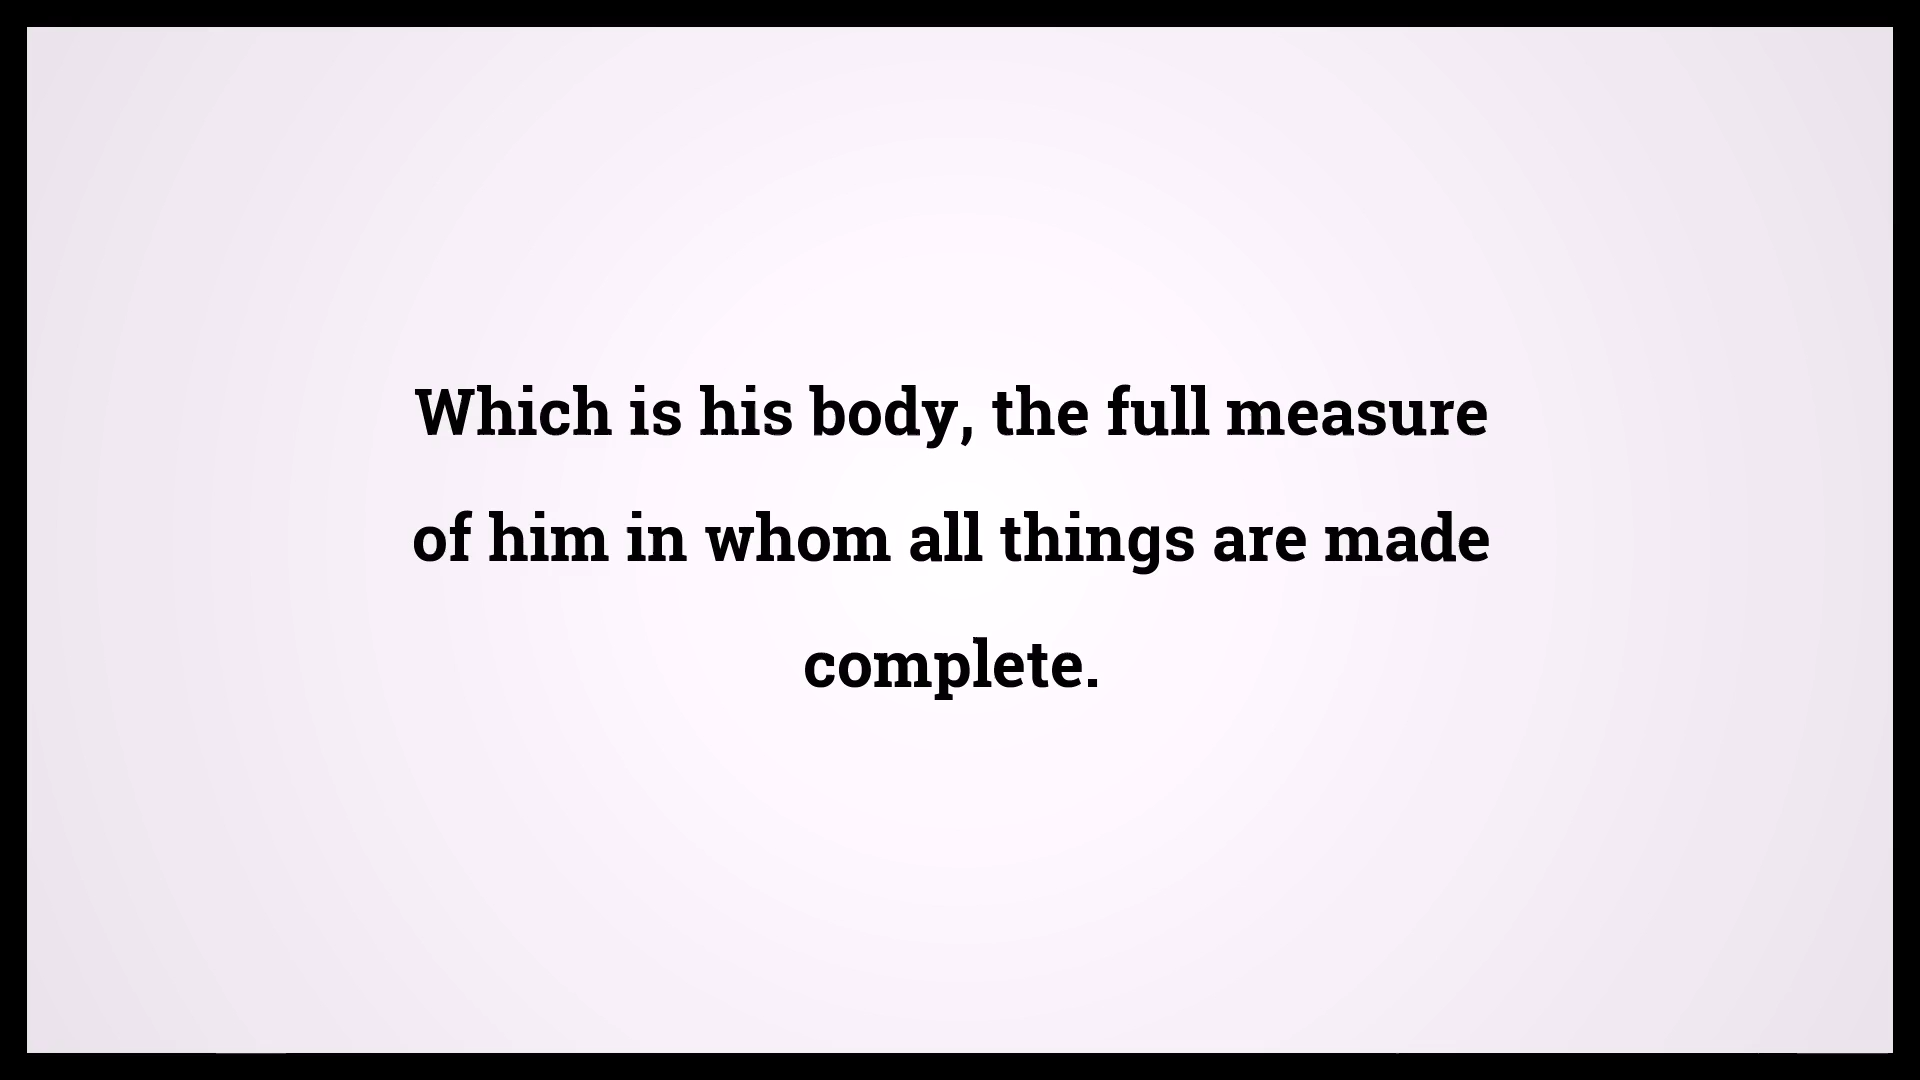 Which is his body, the full measure
of him in whom all things are made
complete.